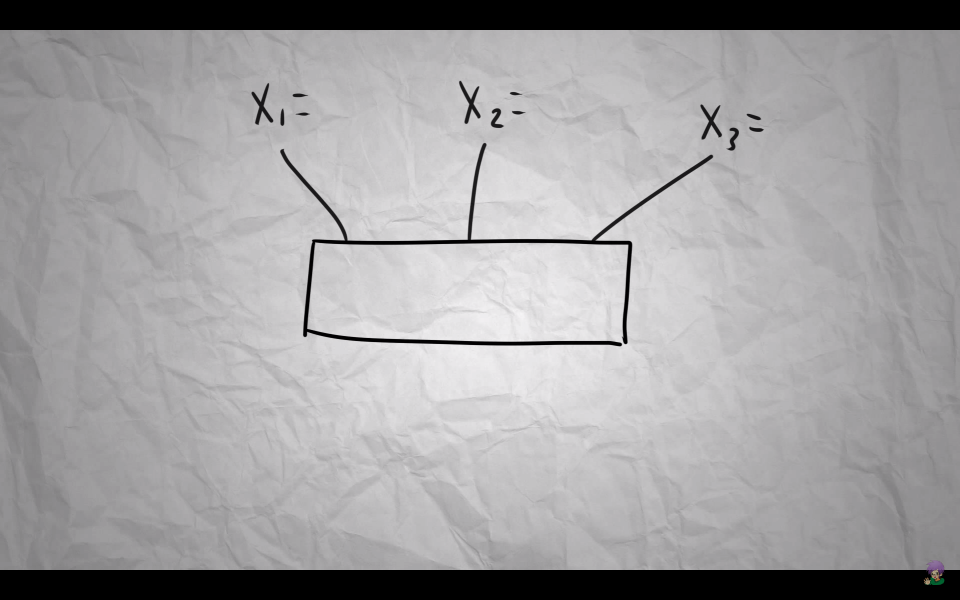 X₁= X₂= X₃=